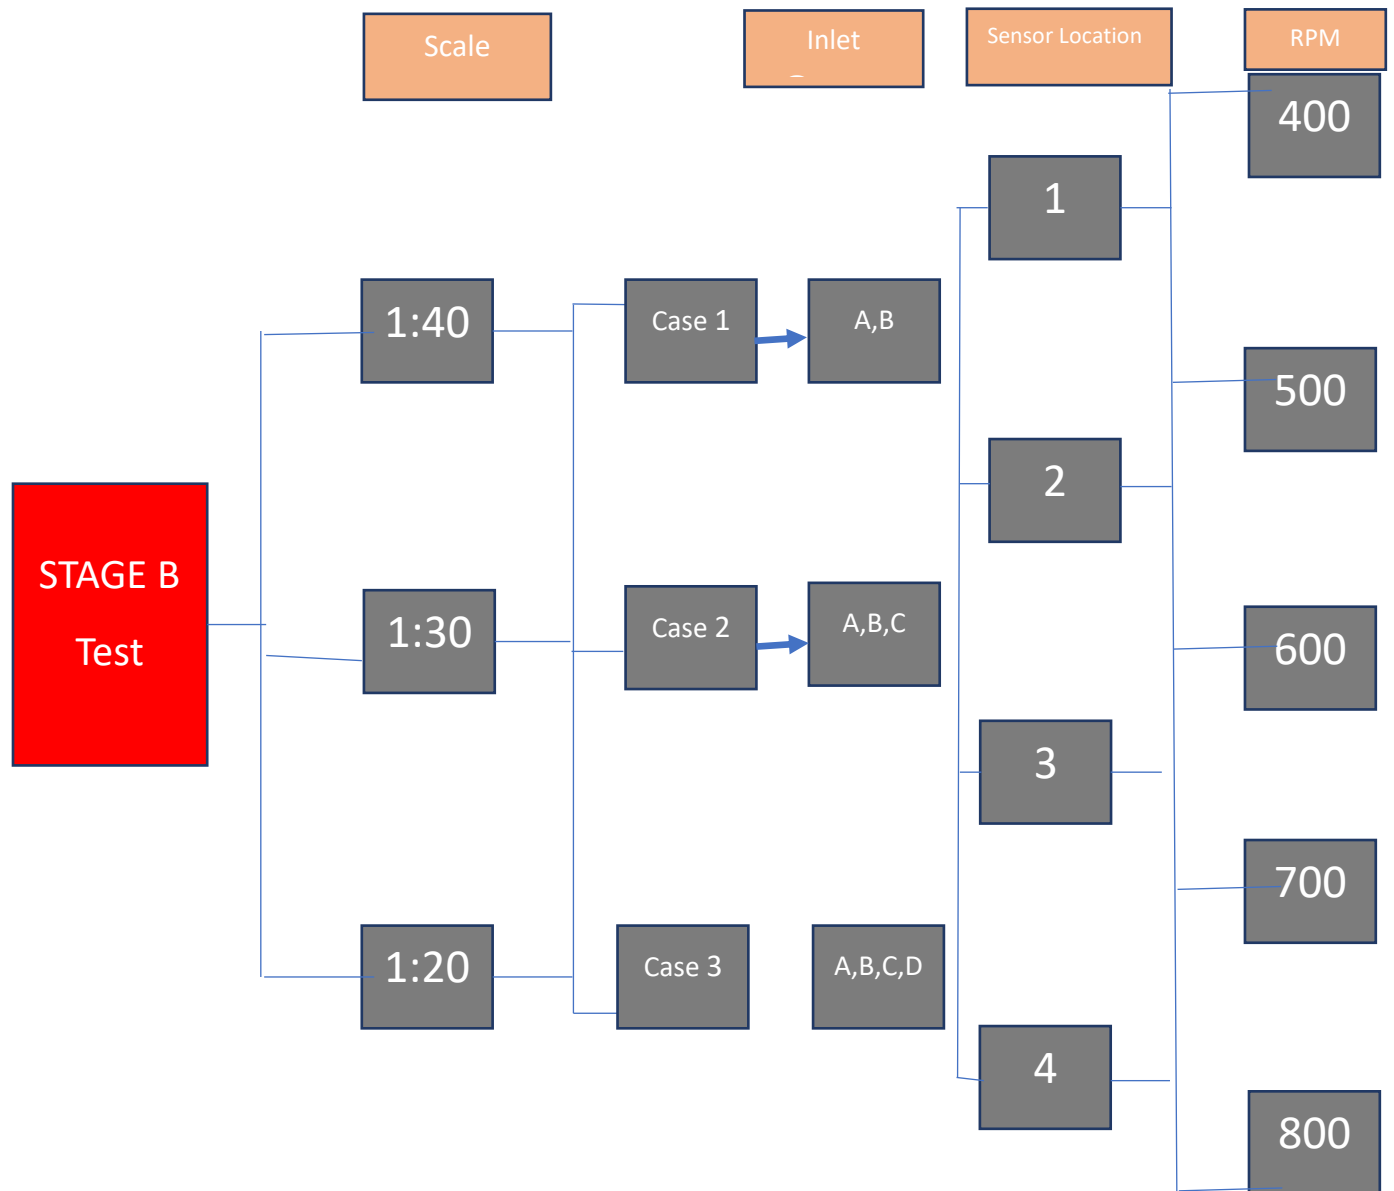 Scale
Inlet
Sensor Location
RPM
400
1
1:40
Case 1
A,B
500
2
STAGE B
Test
1:30
Case 2
A,B,C
600
3
700
1:20
Case 3
A,B,C,D
4
800